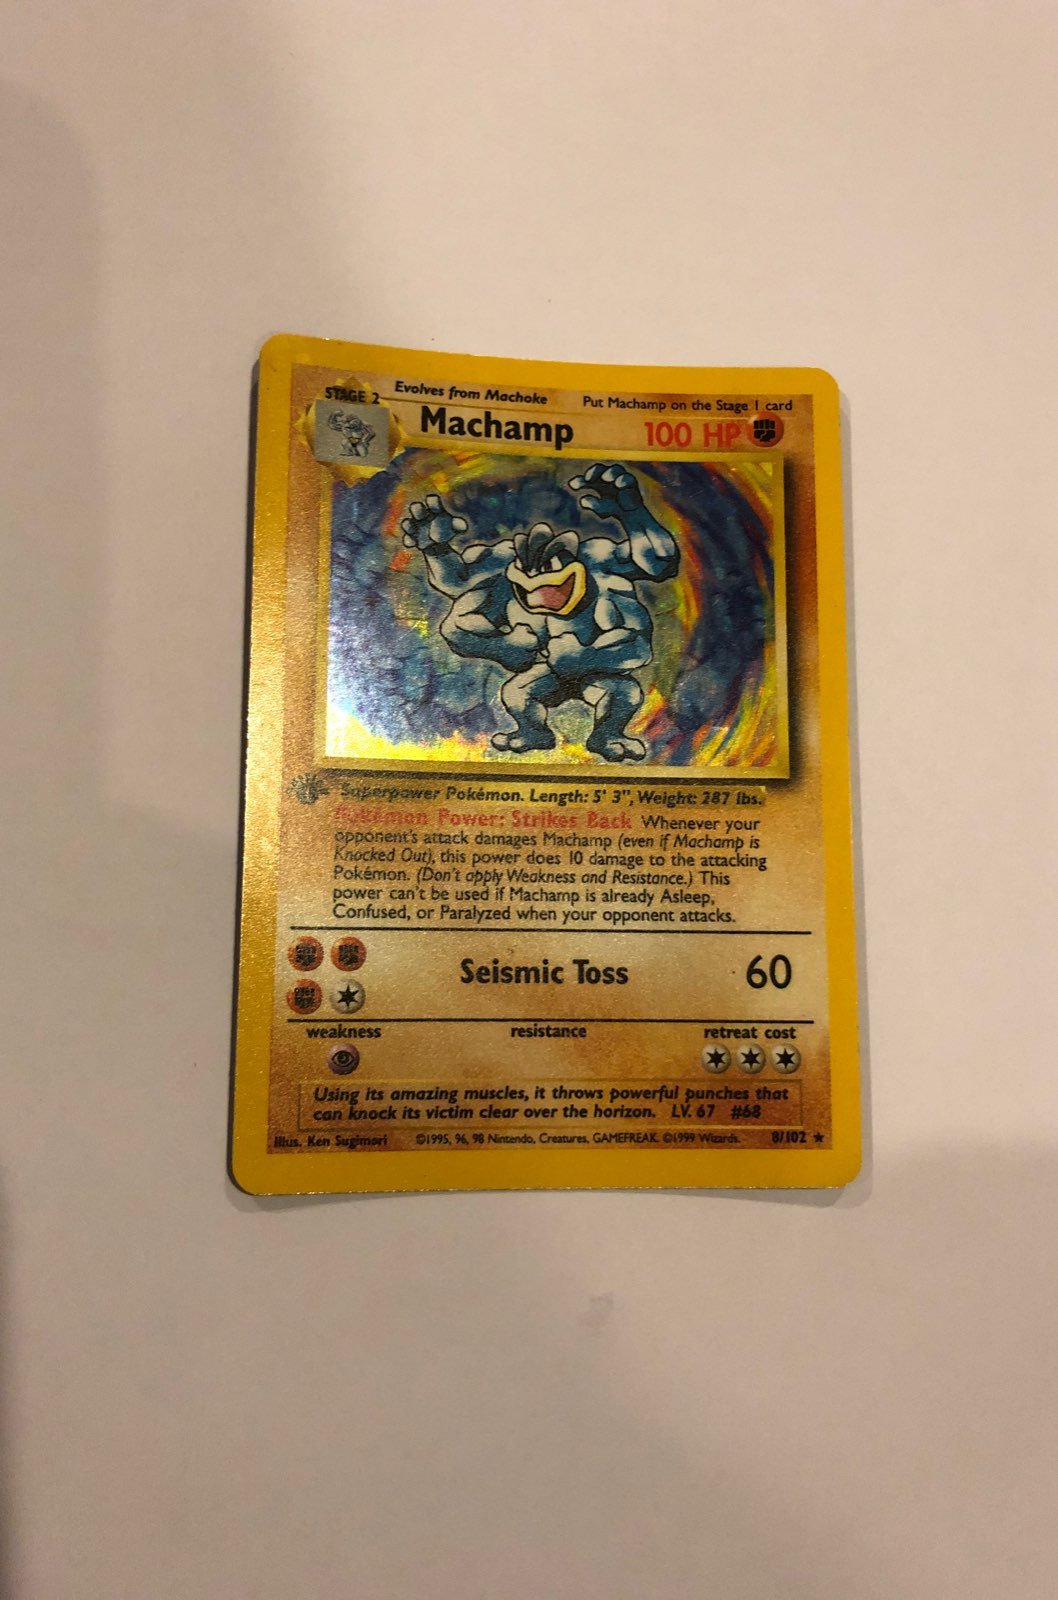 STAGE 2
Evolves from Machoke
Put Machamp on the Stage 1 card
Machamp
100 HP
Superpower Pokémon. Length: 5' 3", Weight: 287 lbs.
Pokémon Power: Strikes Back Whenever your
opponent's attack damages Machamp (even if Machamp is
Knocked Out), this power does 10 damage to the attacking
Pokémon. (Don't apply Weakness and Resistance.) This
power can't be used if Machamp is already Asleep,
Confused, or Paralyzed when your opponent attacks.
Seismic Toss
60
weakness
resistance
retreat cost
Using its amazing muscles, it throws powerful punches that
can knock its victim clear over the horizon. LV. 67 #68
Illus. Ken Sugimori
©1995, 96, 98 Nintendo, Creatures, GAMEFREAK. ©1999 Wizards.
8/102 ★